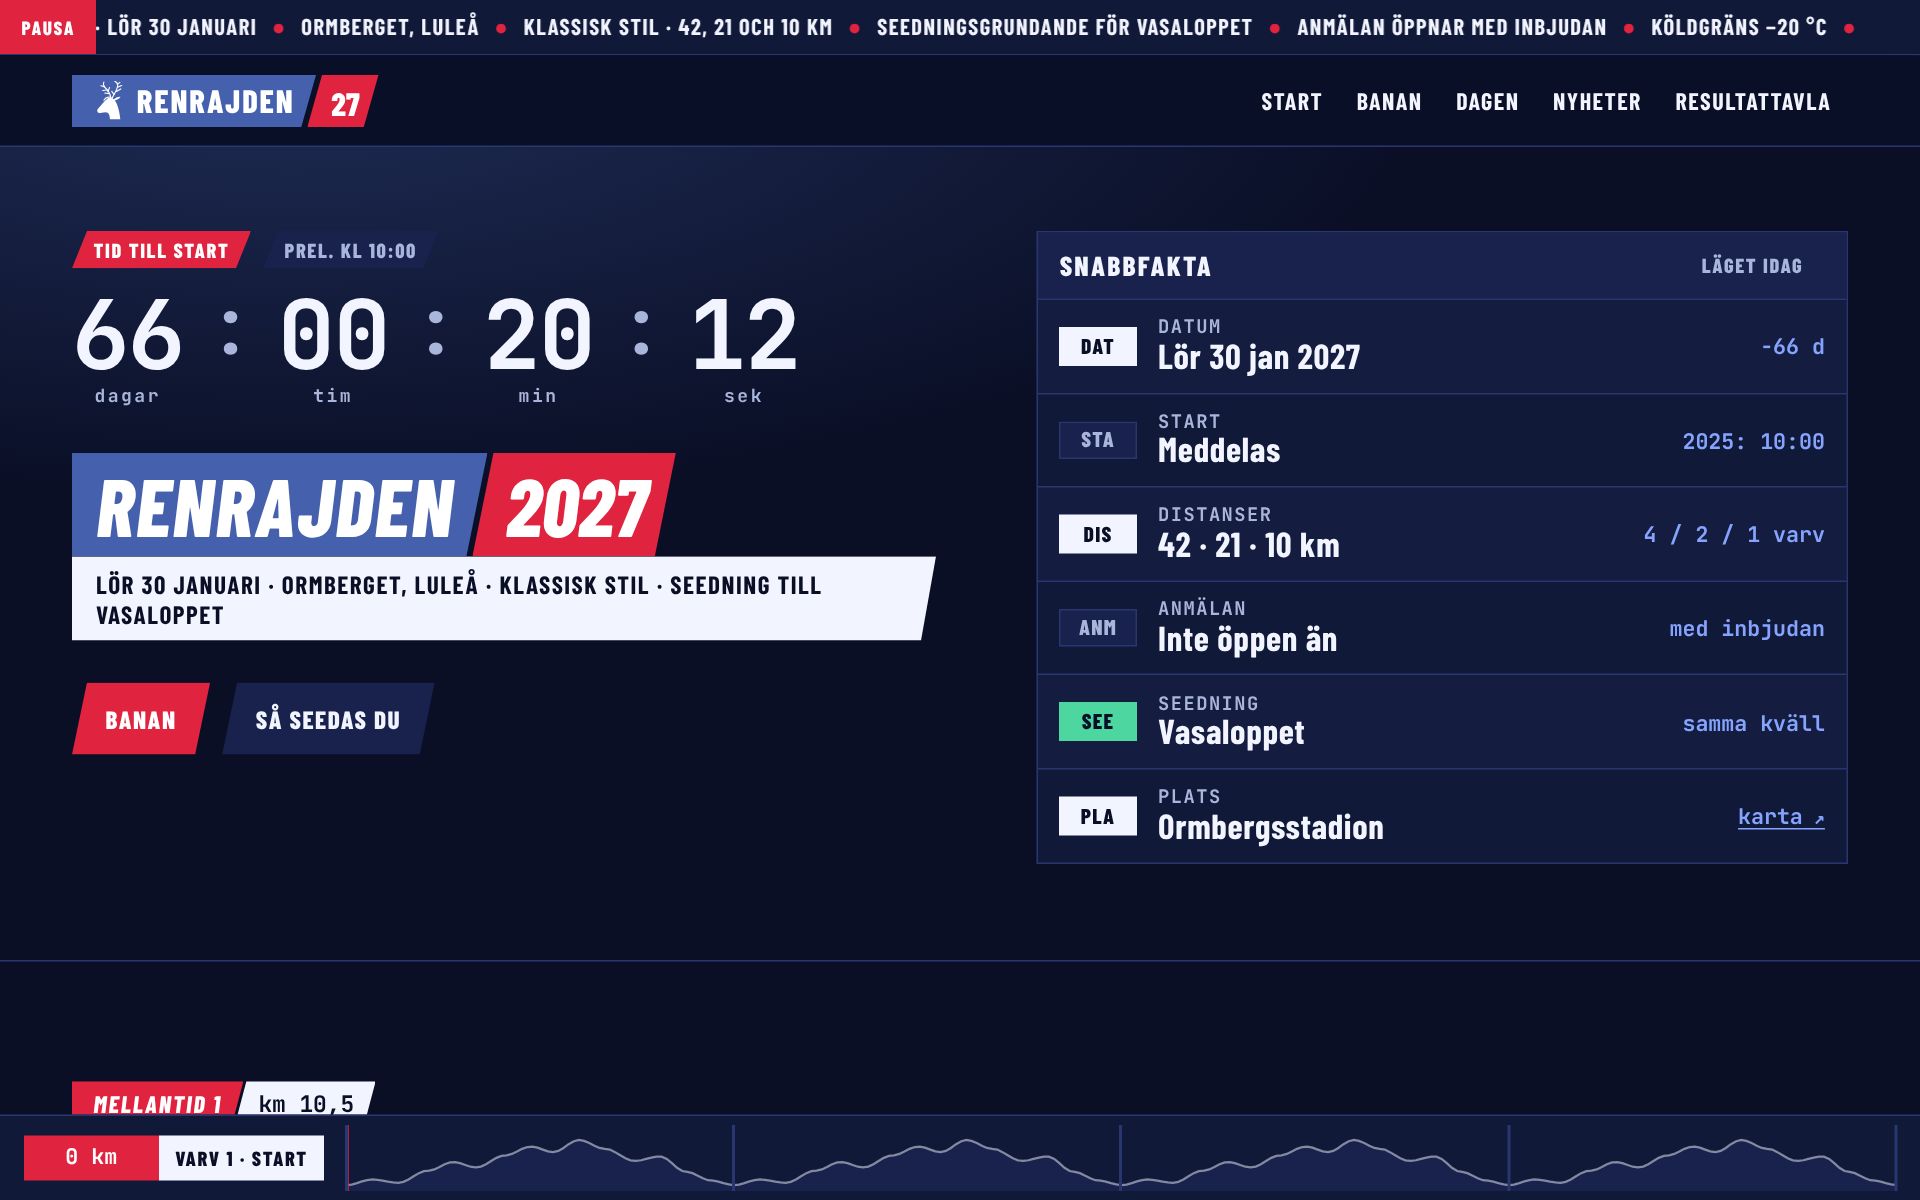 PAUSA
· LÖR 30 JANUARI ● ORMBERGET, LULEÅ ● KLASSISK STIL · 42, 21 OCH 10 KM ● SEEDNINGSGRUNDANDE FÖR VASALOPPET ● ANMÄLAN ÖPPNAR MED INBJUDAN ● KÖLDGRÄNS −20 °C ●
RENRAJDEN 27
START BANAN DAGEN NYHETER RESULTATTAVLA
TID TILL START PREL. KL 10:00
66 : 00 : 20 : 12
dagar tim min sek
RENRAJDEN 2027
LÖR 30 JANUARI · ORMBERGET, LULEÅ · KLASSISK STIL · SEEDNING TILL
VASALOPPET
BANAN SÅ SEEDAS DU
SNABBFAKTA LÄGET IDAG
DATUM
DAT Lör 30 jan 2027 -66 d
START
STA Meddelas 2025: 10:00
DISTANSER
DIS 42 · 21 · 10 km 4 / 2 / 1 varv
ANMÄLAN
ANM Inte öppen än med inbjudan
SEEDNING
SEE Vasaloppet samma kväll
PLATS
PLA Ormbergsstadion karta ↗
MELLANTID 1 km 10,5
0 km VARV 1 · START